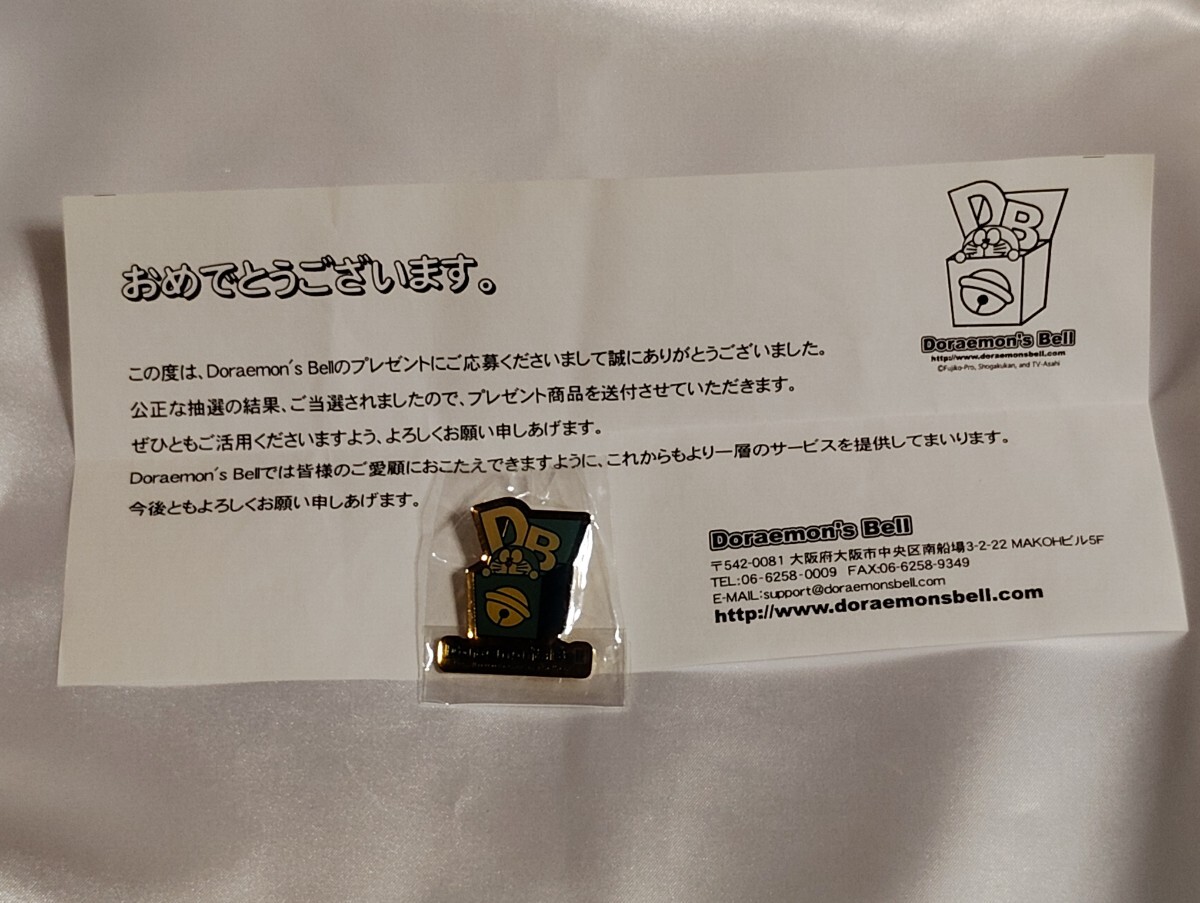 おめでとうございます。
この度は、Doraemon's Bellのプレゼントにご応募くださいまして誠にありがとうございました。
公正な抽選の結果、ご当選されましたので、プレゼント商品を送付させていただきます。
ぜひともご活用くださいますよう、よろしくお願い申しあげます。
Doraemon's Bellでは皆様のご愛顧におこたえできますように、これからもより一層のサービスを提供してまいります。
今後ともよろしくお願い申しあげます。
DB
Doraemon's Bell
http://www.doraemonsbell.com
©Fujiko-Pro, Shogakukan, and TV-Asahi
DB
Doraemon's Bell
〒542-0081 大阪府大阪市中央区南船場3-2-22 MAKOHビル5F
TEL:06-6258-0009 FAX:06-6258-9349
E-MAIL:support@doraemonsbell.com
http://www.doraemonsbell.com